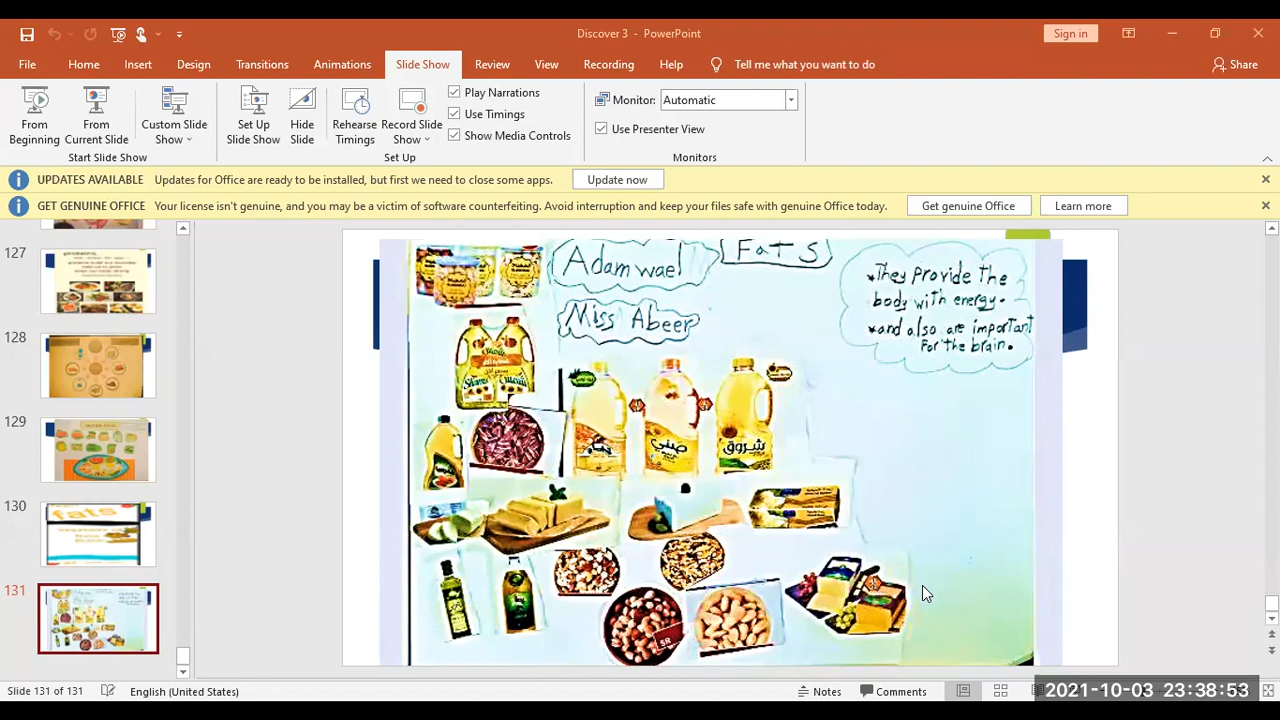 Discover 3 - PowerPoint
Sign in
File Home Insert Design Transitions Animations Slide Show Review View Recording Help Tell me what you want to do Share
From Beginning
From Current Slide
Custom Slide Show
Start Slide Show
Set Up Slide Show
Hide Slide
Rehearse Timings
Record Slide Show
Play Narrations
Use Timings
Show Media Controls
Set Up
Monitor: Automatic
Use Presenter View
Monitors
UPDATES AVAILABLE Updates for Office are ready to be installed, but first we need to close some apps. Update now
GET GENUINE OFFICE Your license isn't genuine, and you may be a victim of software counterfeiting. Avoid interruption and keep your files safe with genuine Office today. Get genuine Office Learn more
127
128
129
130
fats
131
Adam wael
Fats
Miss Abeer
*They provide the
body with energy.
*and also are important
for the brain.
صني
شروق
SR
Slide 131 of 131 English (United States) Notes Comments
2021-10-03 23:38:53